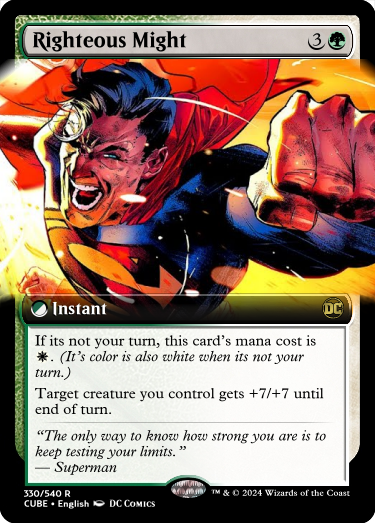 Righteous Might 3
Instant DC
If its not your turn, this card's mana cost is
. (It's color is also white when its not your
turn.)
Target creature you control gets +7/+7 until
end of turn.
"The only way to know how strong you are is to
keep testing your limits."
— Superman
330/540 R
CUBE • English DC COMICS
™ & © 2024 Wizards of the Coast